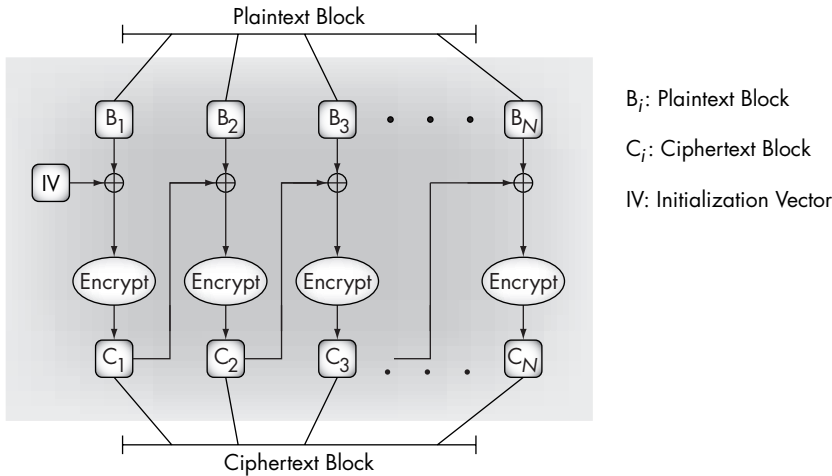 Plaintext Block
B1 B2 B3 . . . BN
Bi: Plaintext Block
Ci: Ciphertext Block
IV
IV: Initialization Vector
Encrypt Encrypt Encrypt Encrypt
C1 C2 C3 . . . CN
Ciphertext Block